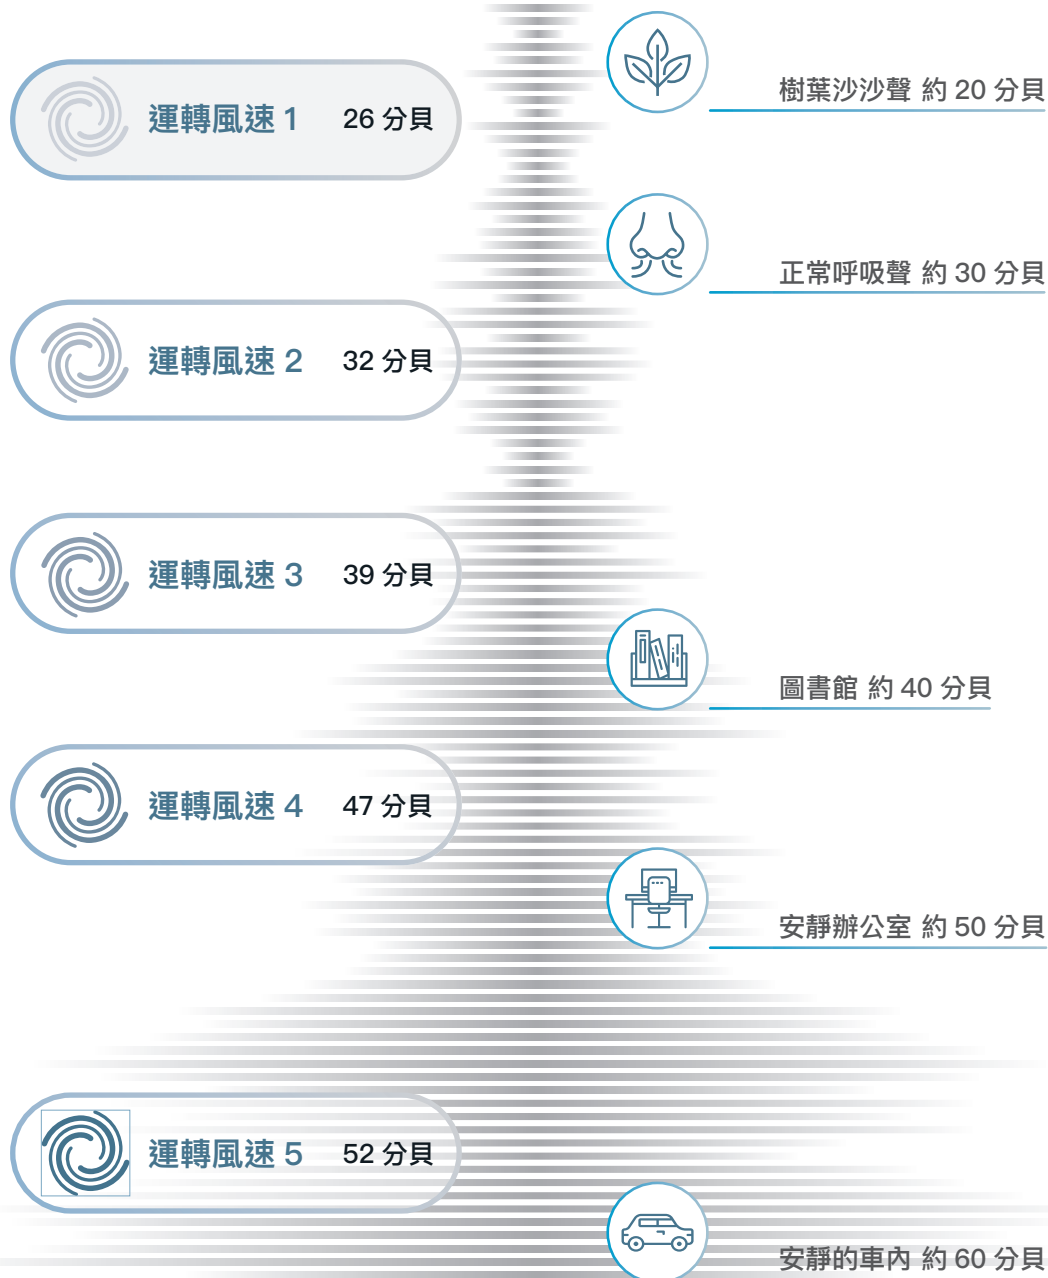 樹葉沙沙聲 約 20 分貝
運轉風速 1 26 分貝
正常呼吸聲 約 30 分貝
運轉風速 2 32 分貝
運轉風速 3 39 分貝
圖書館 約 40 分貝
運轉風速 4 47 分貝
安靜辦公室 約 50 分貝
運轉風速 5 52 分貝
安靜的車內 約 60 分貝